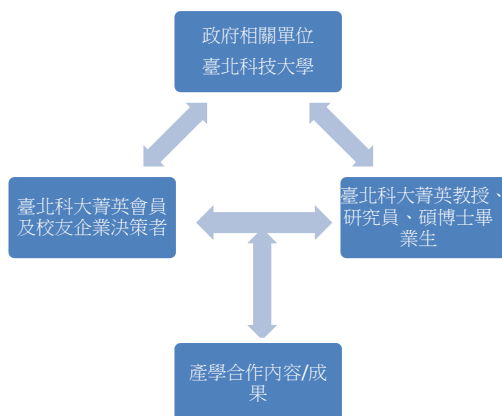 政府相關單位
臺北科技大學
臺北科大菁英會員
及校友企業決策者
臺北科大菁英教授、
研究員、碩博士畢
業生
產學合作內容/成
果